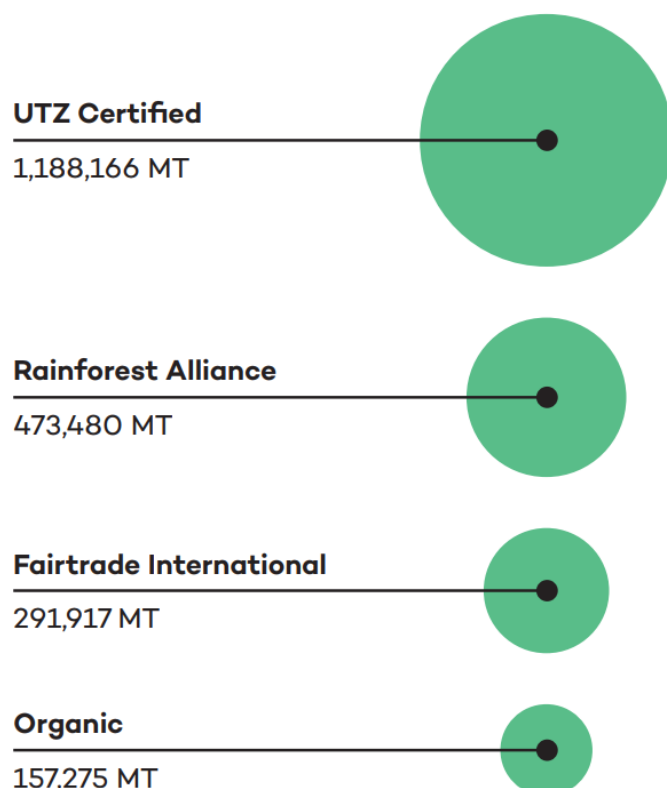 UTZ Certified
1,188,166 MT
Rainforest Alliance
473,480 MT
Fairtrade International
291,917 MT
Organic
157,275 MT